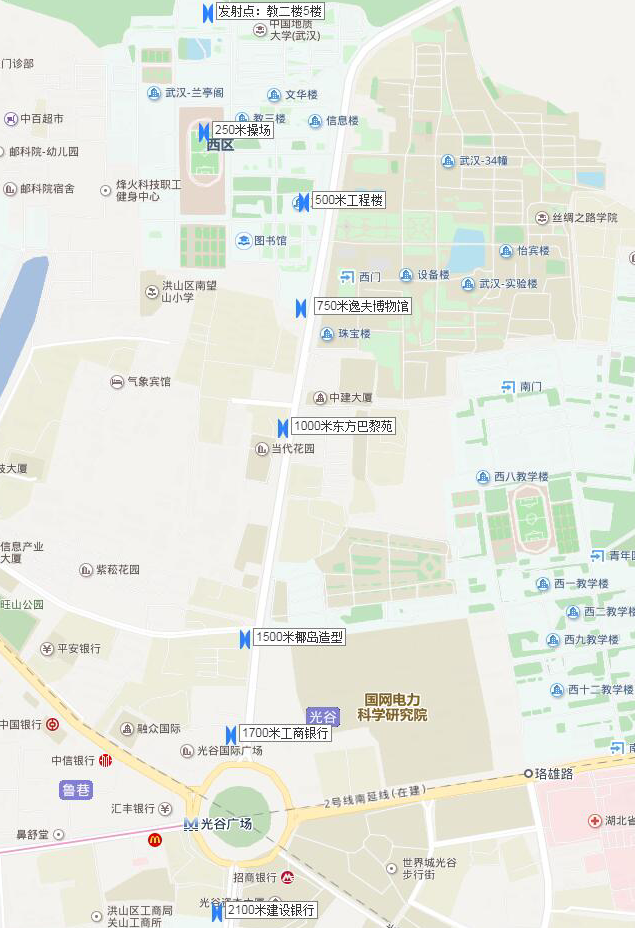 发射点：教二楼5楼
中国地质
大学(武汉)
门诊部
武汉-兰亭阁
文华楼
中百超市
教三楼
信息楼
250米操场
西区
邮科院-幼儿园
武汉-34幢
邮科院宿舍
烽火科技职工
健身中心
500米工程楼
丝绸之路学院
图书馆
怡宾楼
西门
设备楼
武汉-实验楼
洪山区南望
山小学
750米逸夫博物馆
珠宝楼
气象宾馆
南门
中建大厦
1000米东方巴黎苑
当代花园
技大厦
西八教学楼
信息产业
大厦
青年园
紫菘花园
西一教学楼
旺山公园
西二教学楼
1500米椰岛造型
西九教学楼
平安银行
西十二教学楼
国网电力
科学研究院
光谷
中国银行
融众国际
1700米工商银行
光谷国际广场
南
中信银行
珞雄路
鲁巷
2号线南延线(在建)
汇丰银行
光谷广场
湖北省
鼻舒堂
世界城光谷
步行街
招商银行
洪山区工商局
关山工商所
2100米建设银行